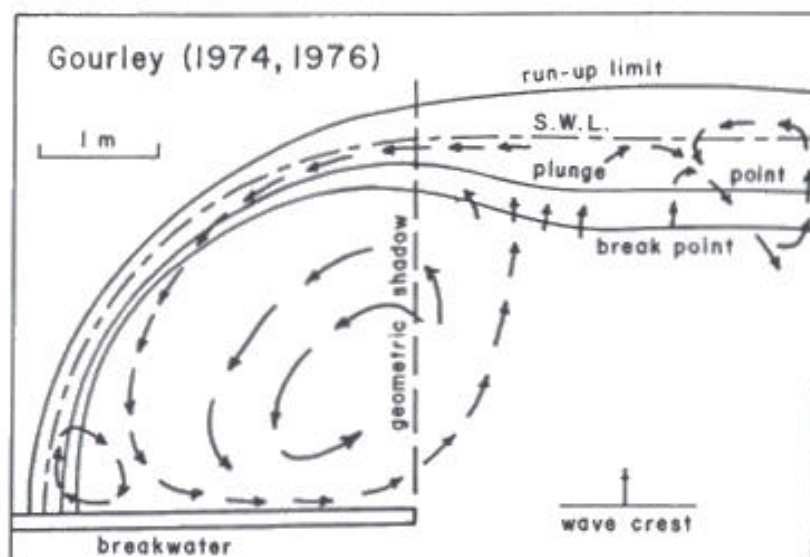 Gourley (1974, 1976)
run-up limit
1 m
S.W.L.
plunge point
break point
geometric shadow
wave crest
breakwater